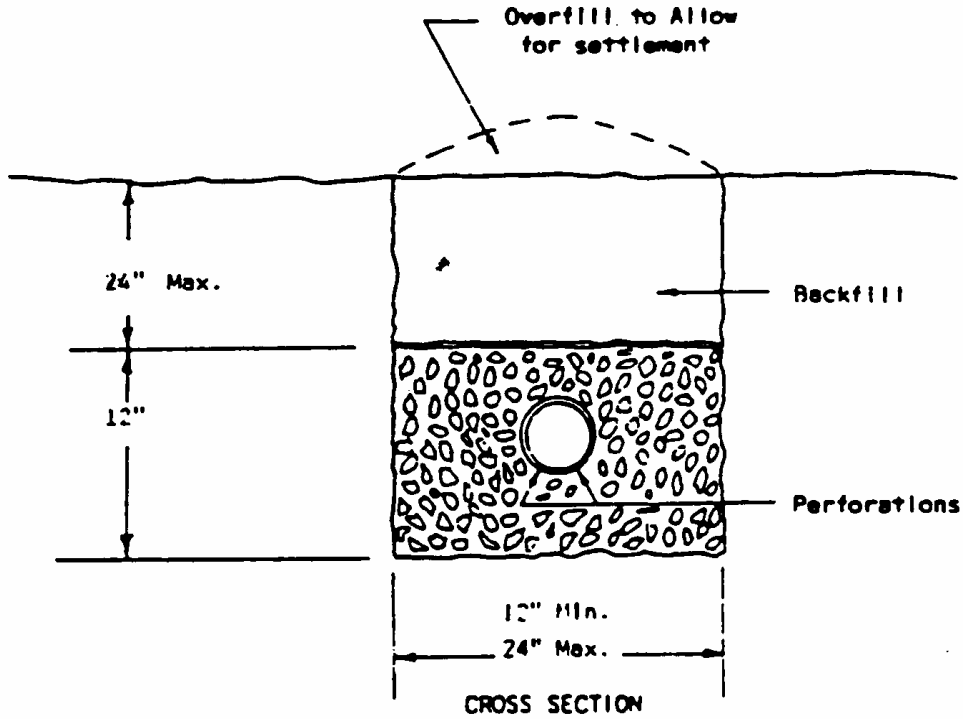 Overfill to Allow
for settlement
24" Max.
Backfill
12"
Perforations
12" Min.
24" Max.
CROSS SECTION